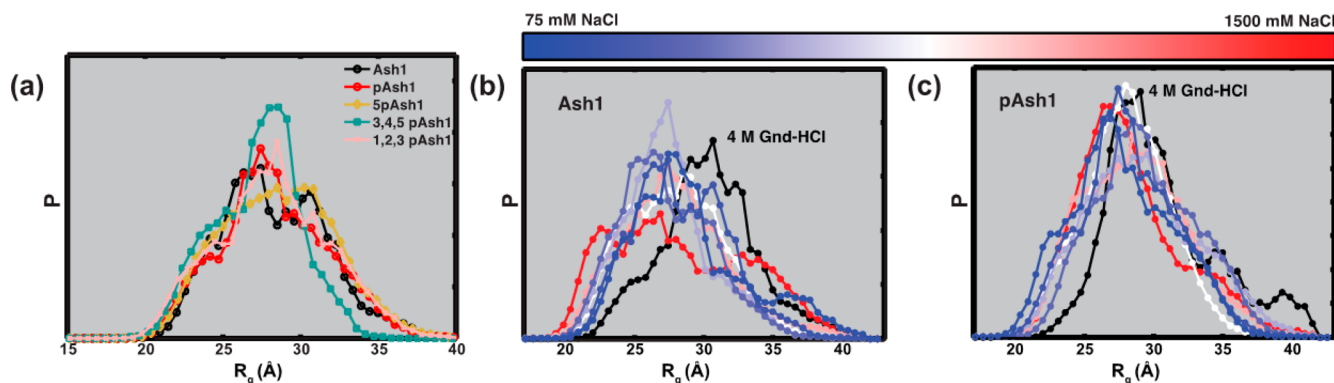 75 mM NaCl
1500 mM NaCl
(a)
Ash1
pAsh1
5pAsh1
3,4,5 pAsh1
1,2,3 pAsh1
P
15 20 25 30 35 40
Rg (Å)
(b)
Ash1
4 M Gnd-HCl
P
20 25 30 35 40
Rg (Å)
(c)
pAsh1
4 M Gnd-HCl
P
20 25 30 35 40
Rg (Å)